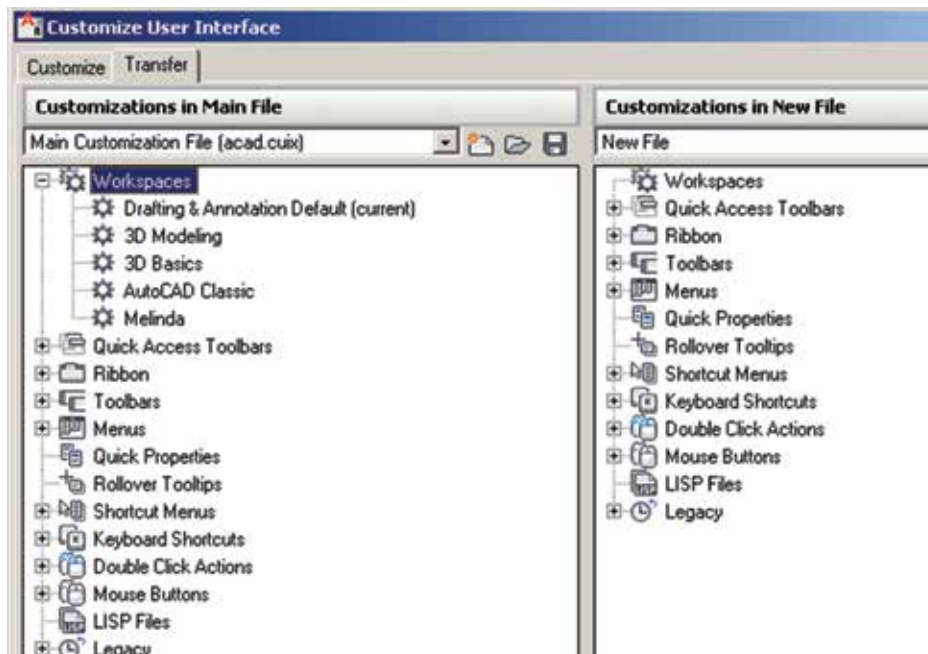 Customize User Interface
Customize Transfer
Customizations in Main File
Main Customization File (acad.cuix)
Workspaces
Drafting & Annotation Default (current)
3D Modeling
3D Basics
AutoCAD Classic
Melinda
Quick Access Toolbars
Ribbon
Toolbars
Menus
Quick Properties
Rollover Tooltips
Shortcut Menus
Keyboard Shortcuts
Double Click Actions
Mouse Buttons
LISP Files
Legacy
Customizations in New File
New File
Workspaces
Quick Access Toolbars
Ribbon
Toolbars
Menus
Quick Properties
Rollover Tooltips
Shortcut Menus
Keyboard Shortcuts
Double Click Actions
Mouse Buttons
LISP Files
Legacy